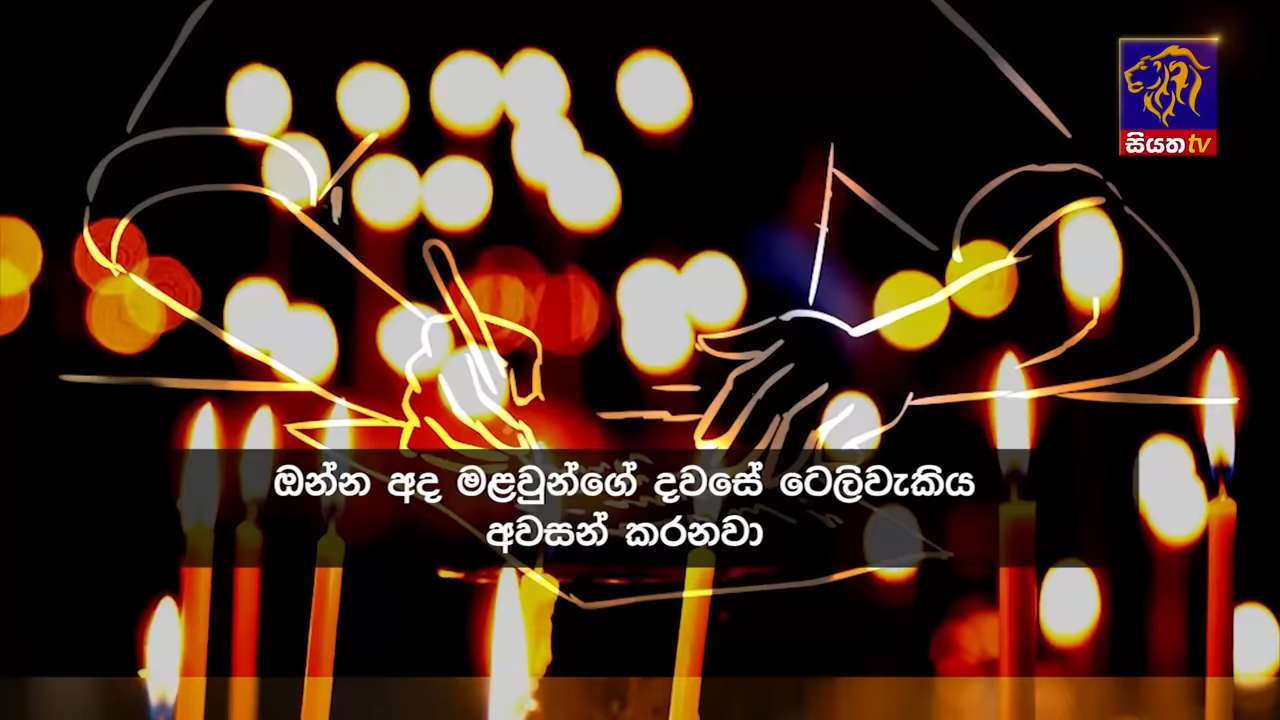 සියත tv
ඔන්න අද මළවුන්ගේ දවසේ ටෙලිවැකිය
අවසන් කරනවා